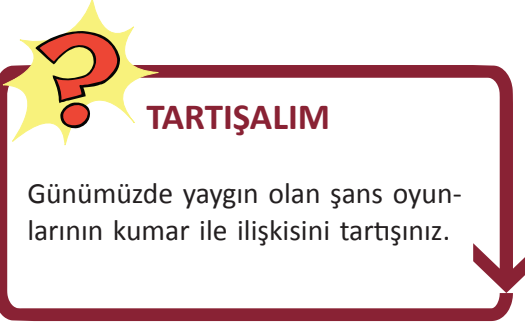 TARTIŞALIM
Günümüzde yaygın olan şans oyun-
larının kumar ile ilişkisini tartışınız.